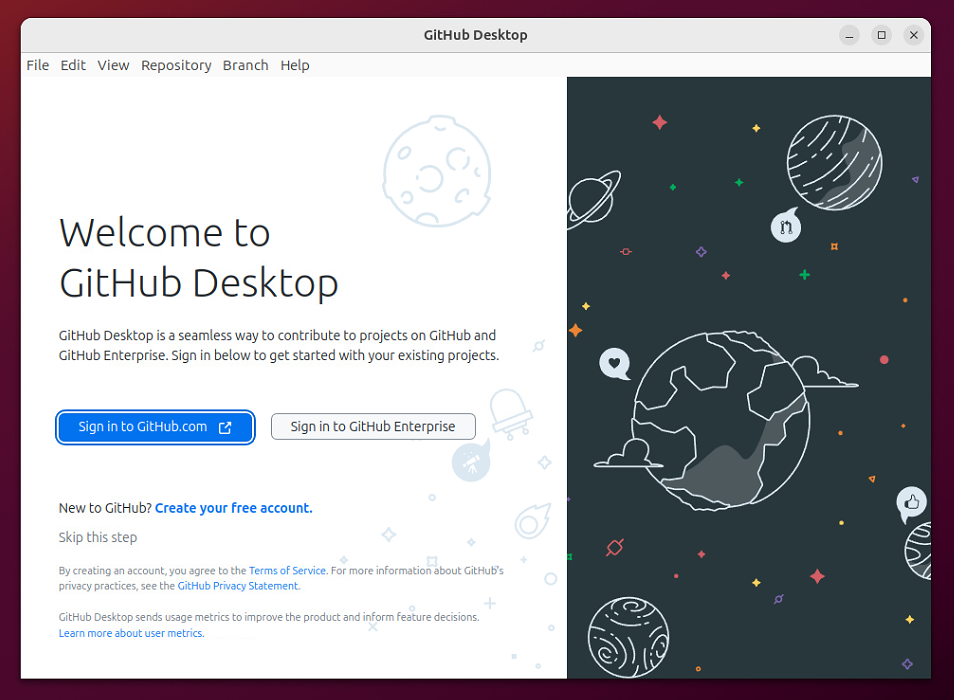 GitHub Desktop
File Edit View Repository Branch Help
Welcome to
GitHub Desktop
GitHub Desktop is a seamless way to contribute to projects on GitHub and
GitHub Enterprise. Sign in below to get started with your existing projects.
Sign in to GitHub.com
Sign in to GitHub Enterprise
New to GitHub? Create your free account.
Skip this step
By creating an account, you agree to the Terms of Service. For more information about GitHub's
privacy practices, see the GitHub Privacy Statement.
GitHub Desktop sends usage metrics to improve the product and inform feature decisions.
Learn more about user metrics.